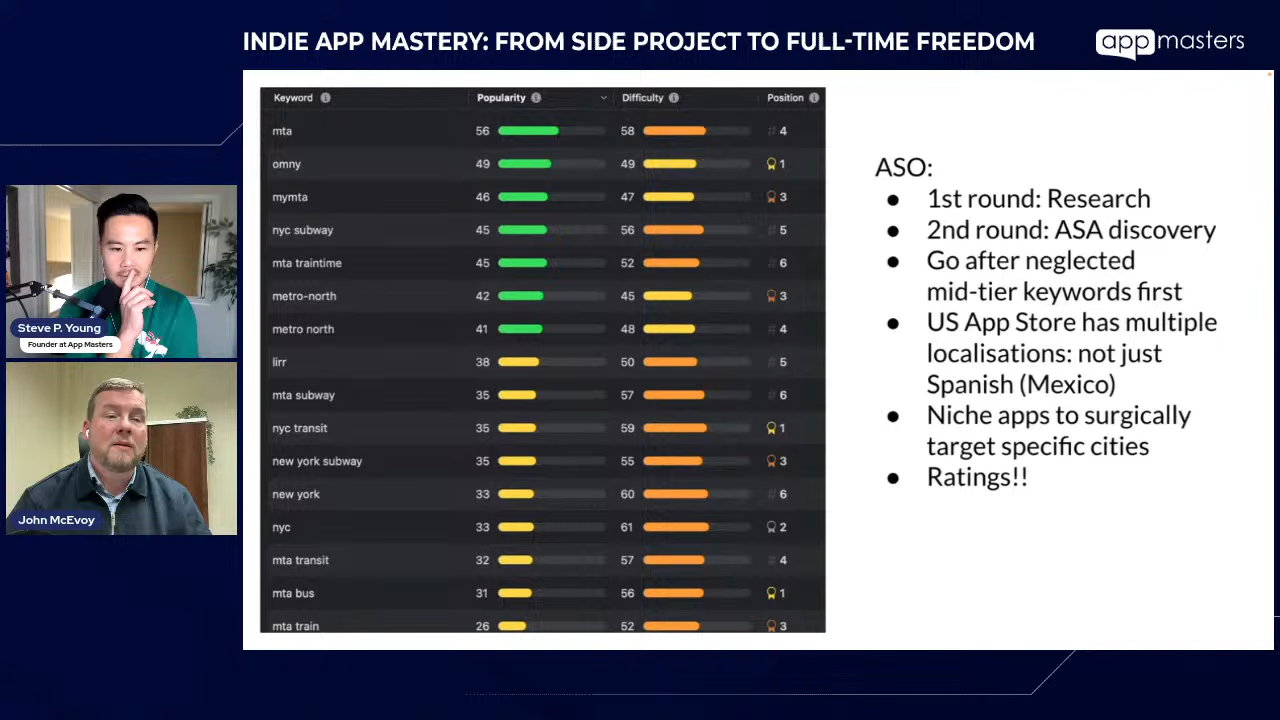 INDIE APP MASTERY: FROM SIDE PROJECT TO FULL-TIME FREEDOM
app masters
Keyword Popularity Difficulty Position
mta 56 58 # 4
omny 49 49 1
mymta 46 47 3
nyc subway 45 56 # 5
mta traintime 45 52 # 6
metro-north 42 45 3
metro north 41 48 # 4
lirr 38 50 # 5
mta subway 35 57 # 6
nyc transit 35 59 1
new york subway 35 55 3
new york 33 60 # 6
nyc 33 61 2
mta transit 32 57 # 4
mta bus 31 56 1
mta train 26 52 3
ASO:
● 1st round: Research
● 2nd round: ASA discovery
● Go after neglected
mid-tier keywords first
● US App Store has multiple
localisations: not just
Spanish (Mexico)
● Niche apps to surgically
target specific cities
● Ratings!!
Steve P. Young
Founder at App Masters
John McEvoy